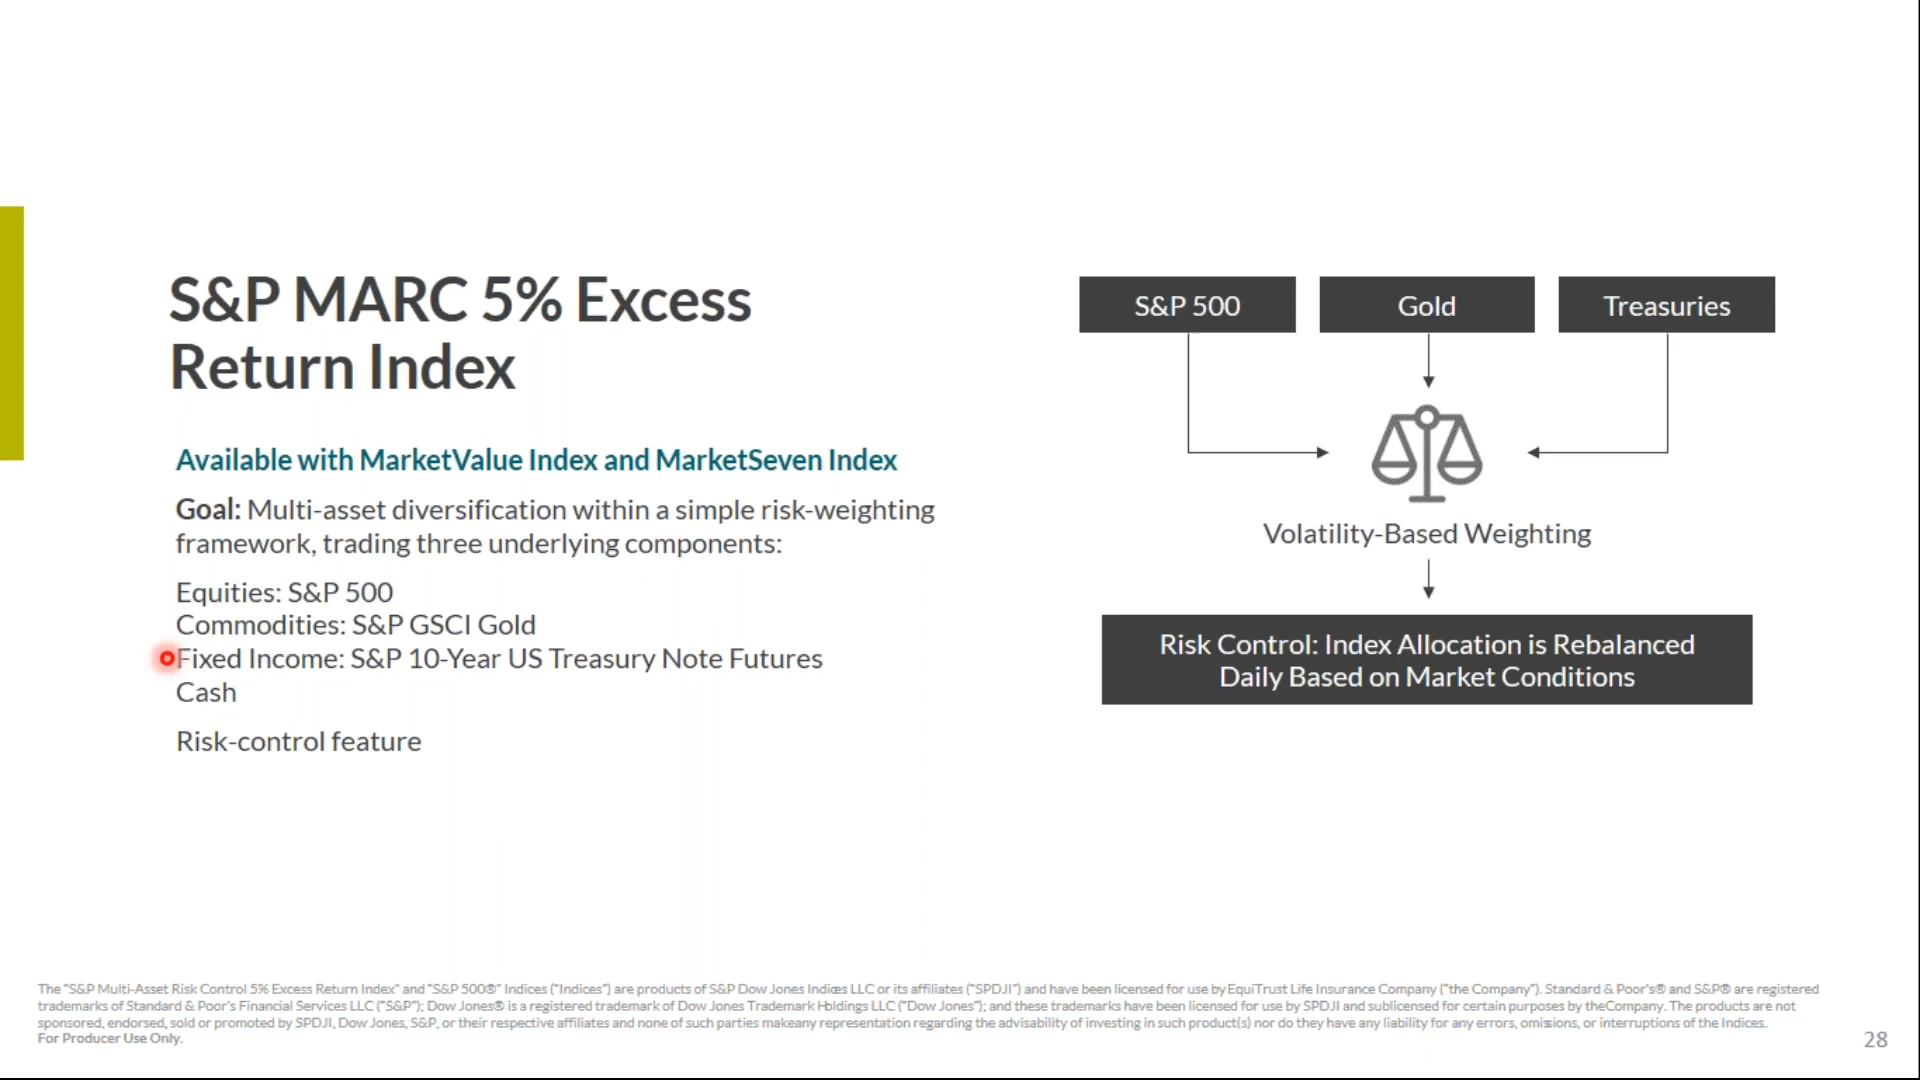 S&P MARC 5% Excess
Return Index
Available with MarketValue Index and MarketSeven Index
Goal: Multi-asset diversification within a simple risk-weighting
framework, trading three underlying components:
Equities: S&P 500
Commodities: S&P GSCI Gold
Fixed Income: S&P 10-Year US Treasury Note Futures
Cash
Risk-control feature
S&P 500
Gold
Treasuries
Volatility-Based Weighting
Risk Control: Index Allocation is Rebalanced
Daily Based on Market Conditions
The "S&P Multi-Asset Risk Control 5% Excess Return Index" and "S&P 500®" Indices ("Indices") are products of S&P Dow Jones Indices LLC or its affiliates ("SPDJI") and have been licensed for use by EquiTrust Life Insurance Company ("the Company"). Standard & Poor's® and S&P® are registered
trademarks of Standard & Poor's Financial Services LLC ("S&P"); Dow Jones® is a registered trademark of Dow Jones Trademark Holdings LLC ("Dow Jones"); and these trademarks have been licensed for use by SPDJI and sublicensed for certain purposes by theCompany. The products are not
sponsored, endorsed, sold or promoted by SPDJI, Dow Jones, S&P, or their respective affiliates and none of such parties makeany representation regarding the advisability of investing in such product(s) nor do they have any liability for any errors, omissions, or interruptions of the Indices.
For Producer Use Only.
28